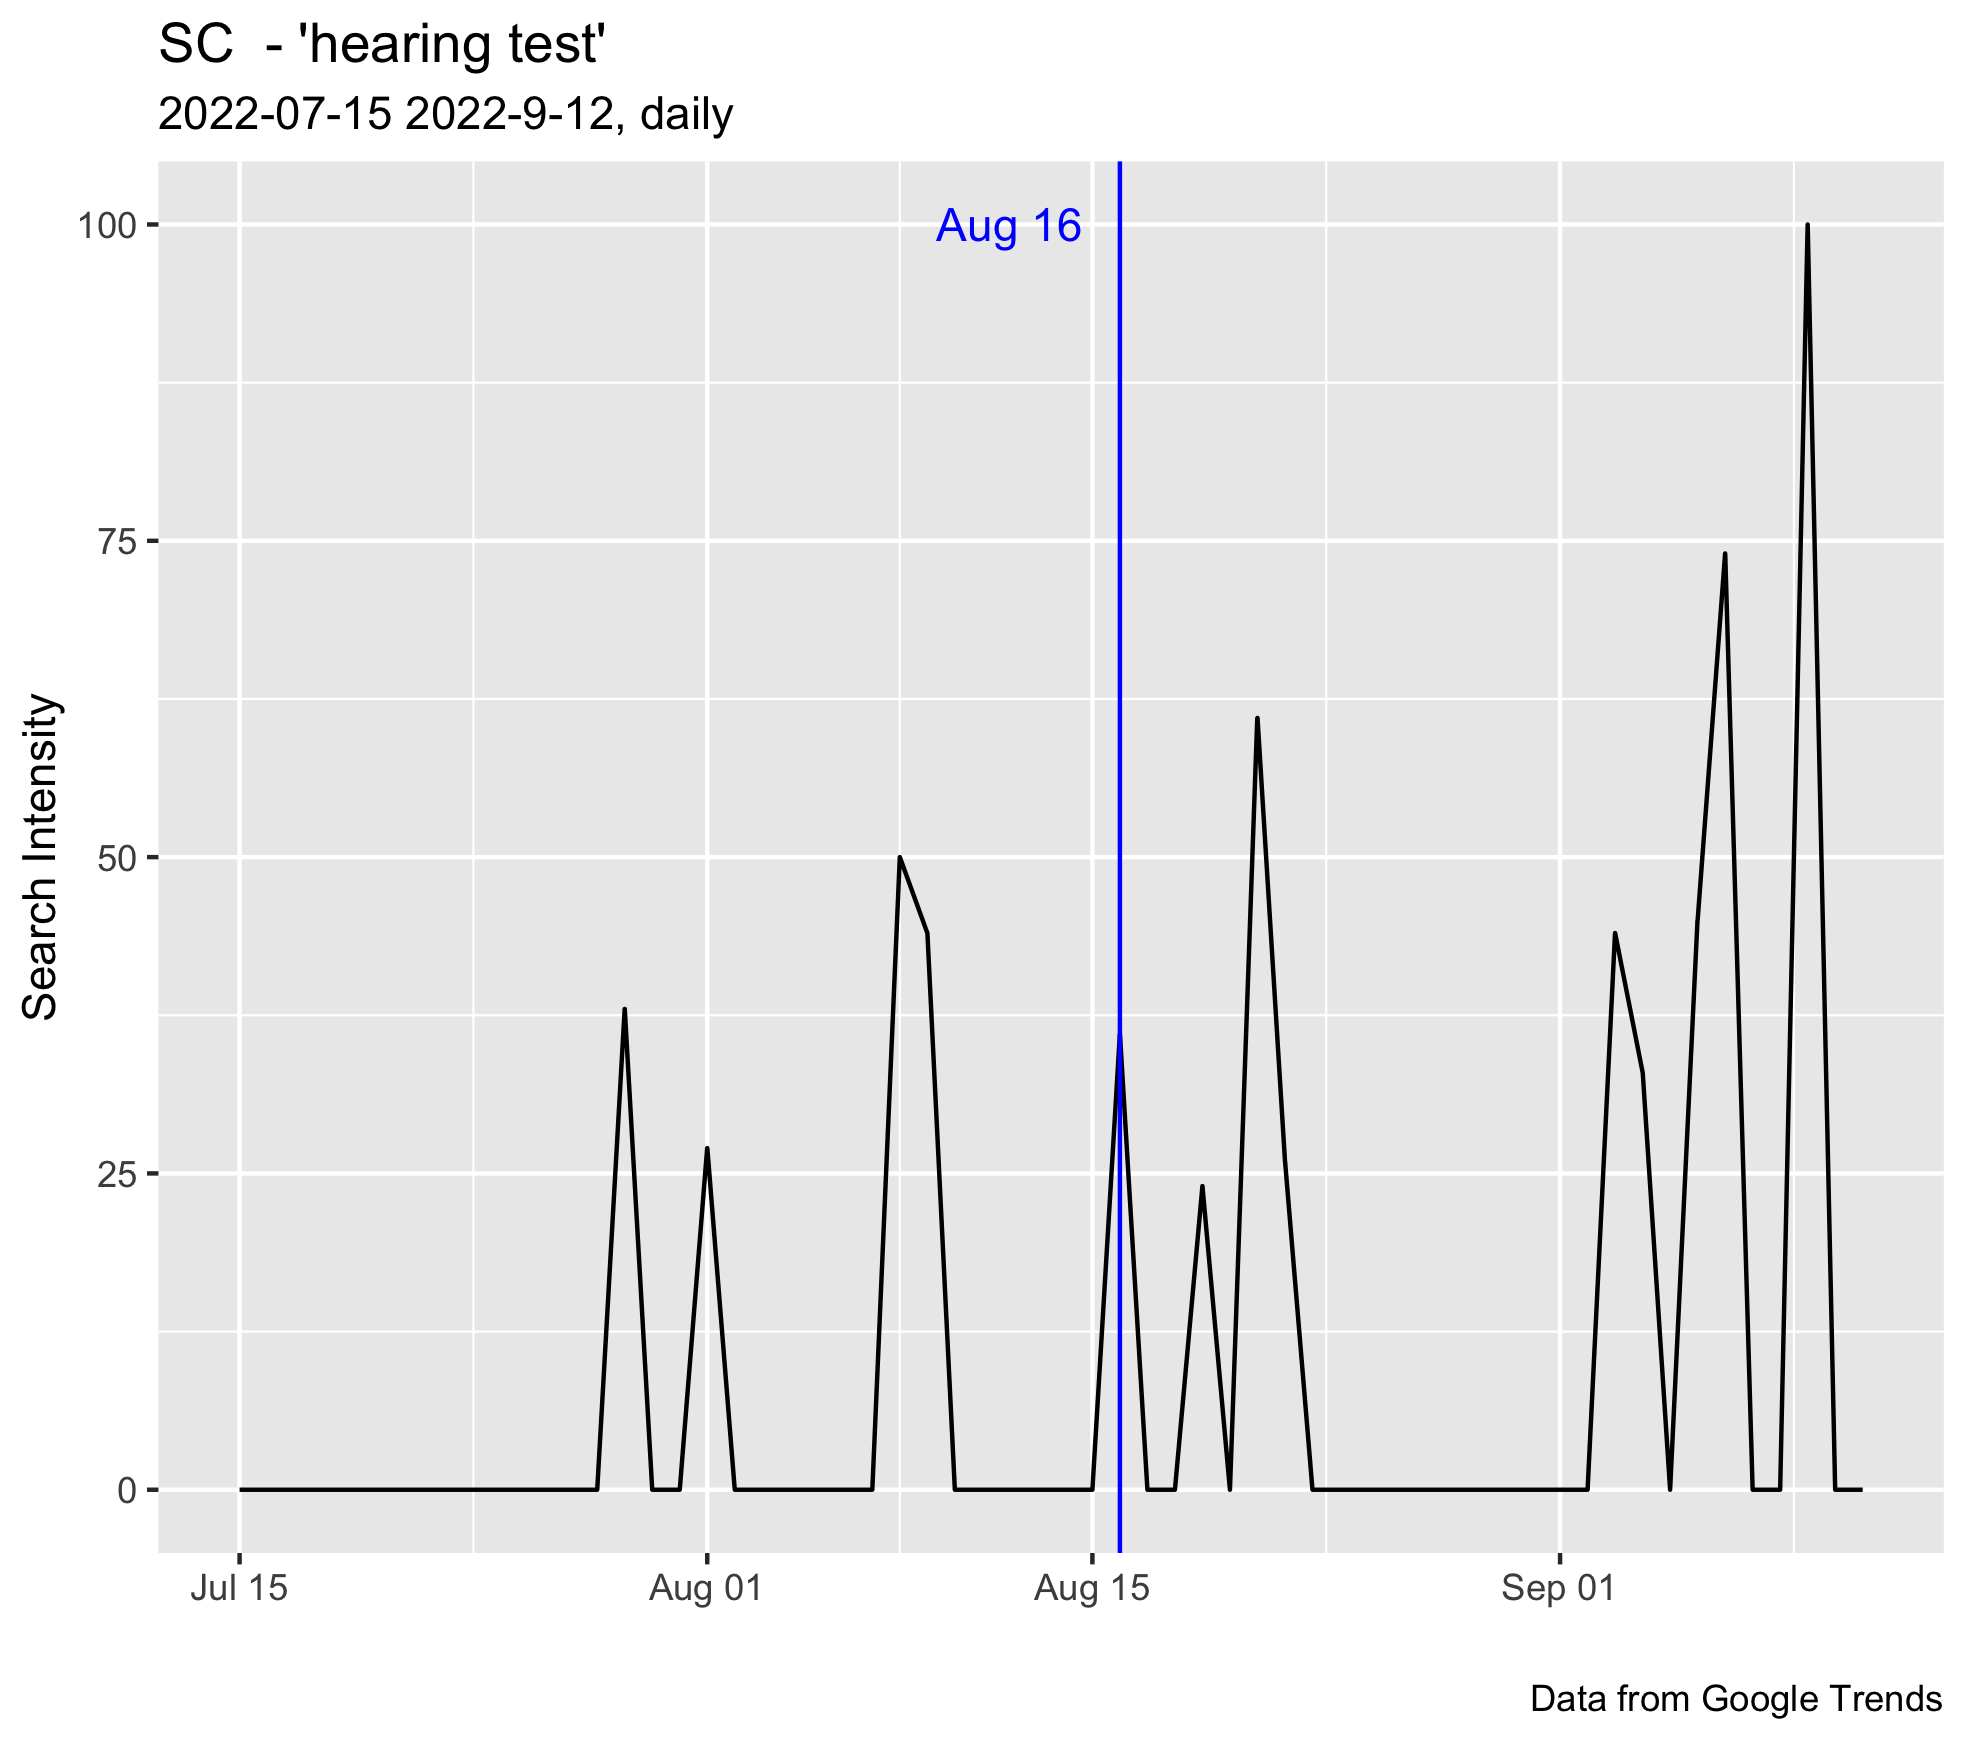 SC  - 'hearing test'
2022-07-15 2022-9-12, daily
Aug 16
100
75
50
25
0
Search Intensity
Jul 15
Aug 01
Aug 15
Sep 01
Data from Google Trends